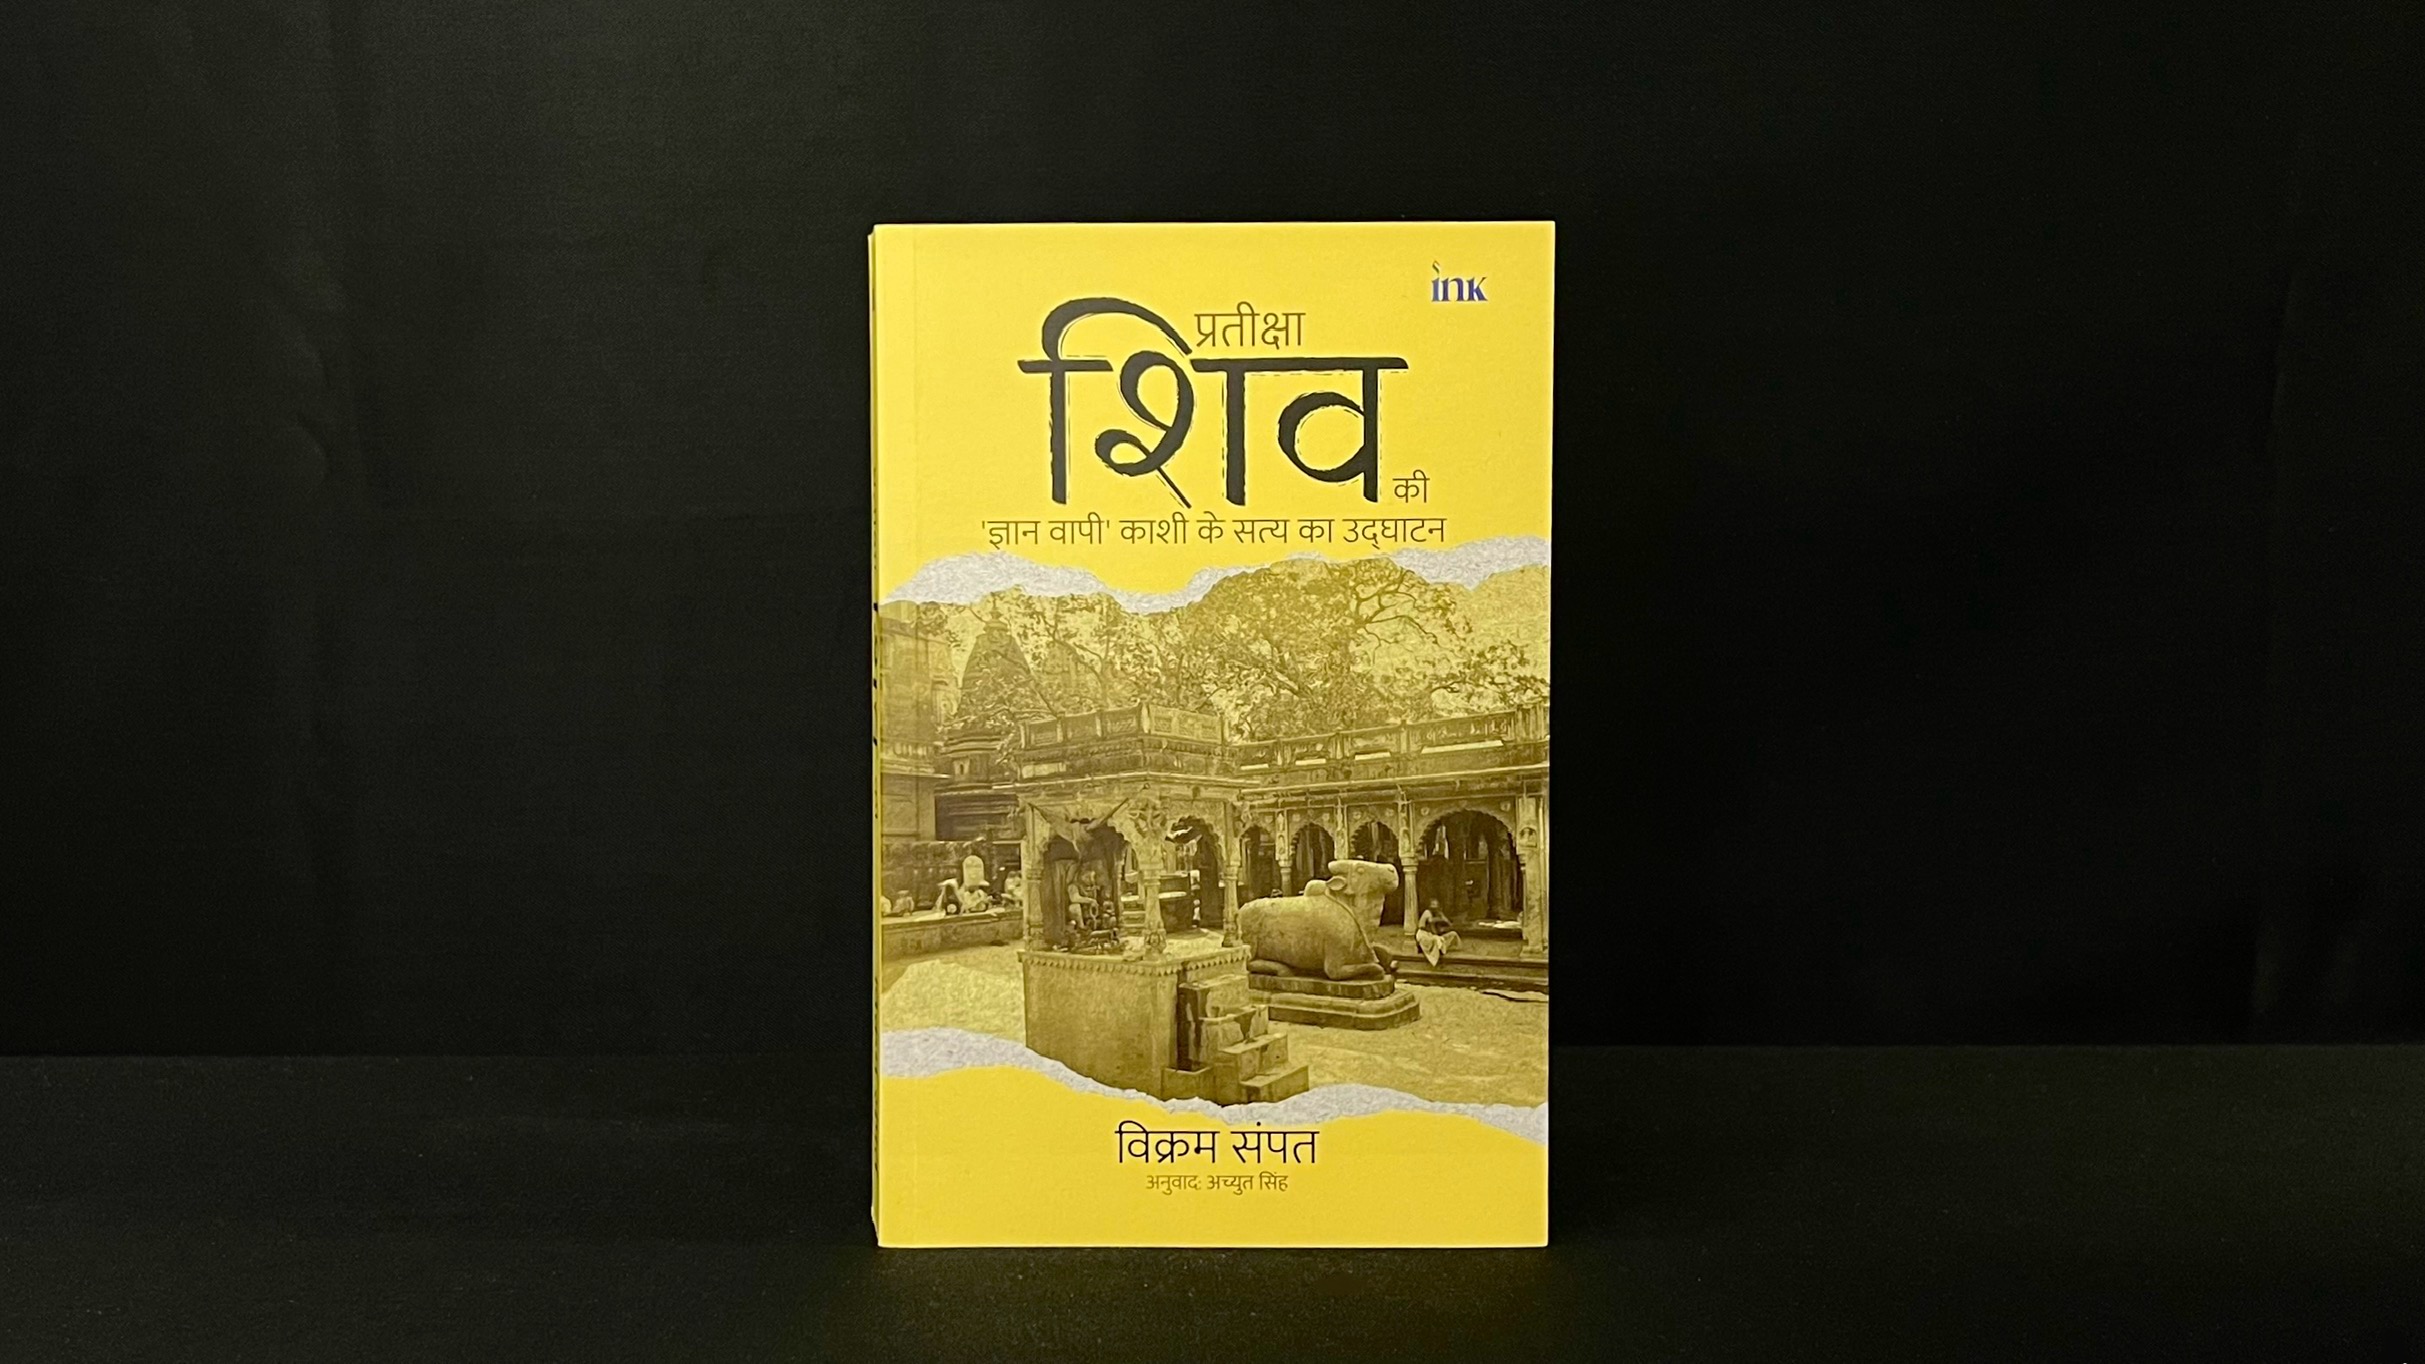 ink
प्रतीक्षा
शिव
की
'ज्ञान वापी' काशी के सत्य का उद्घाटन
विक्रम संपत
अनुवाद: अच्युत सिंह